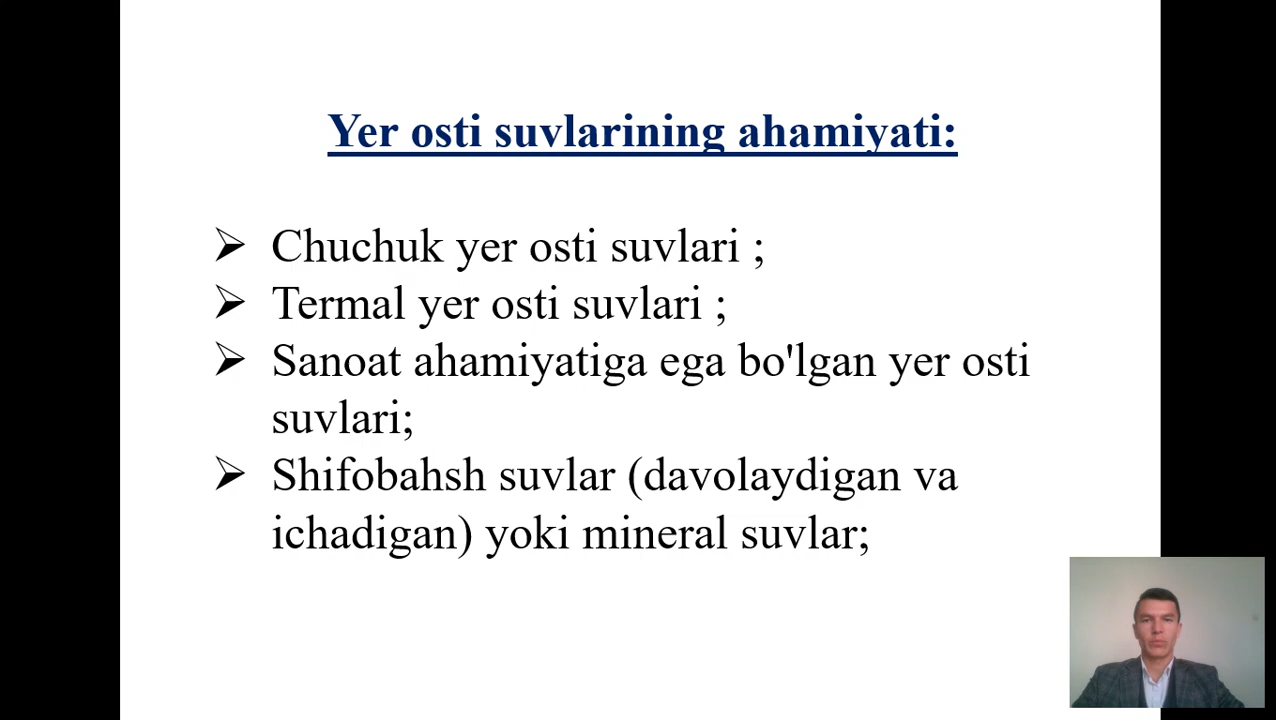 Yer osti suvlarining ahamiyati:
➢ Chuchuk yer osti suvlari ;
➢ Termal yer osti suvlari ;
➢ Sanoat ahamiyatiga ega bo'lgan yer osti
suvlari;
➢ Shifobahsh suvlar (davolaydigan va
ichadigan) yoki mineral suvlar;